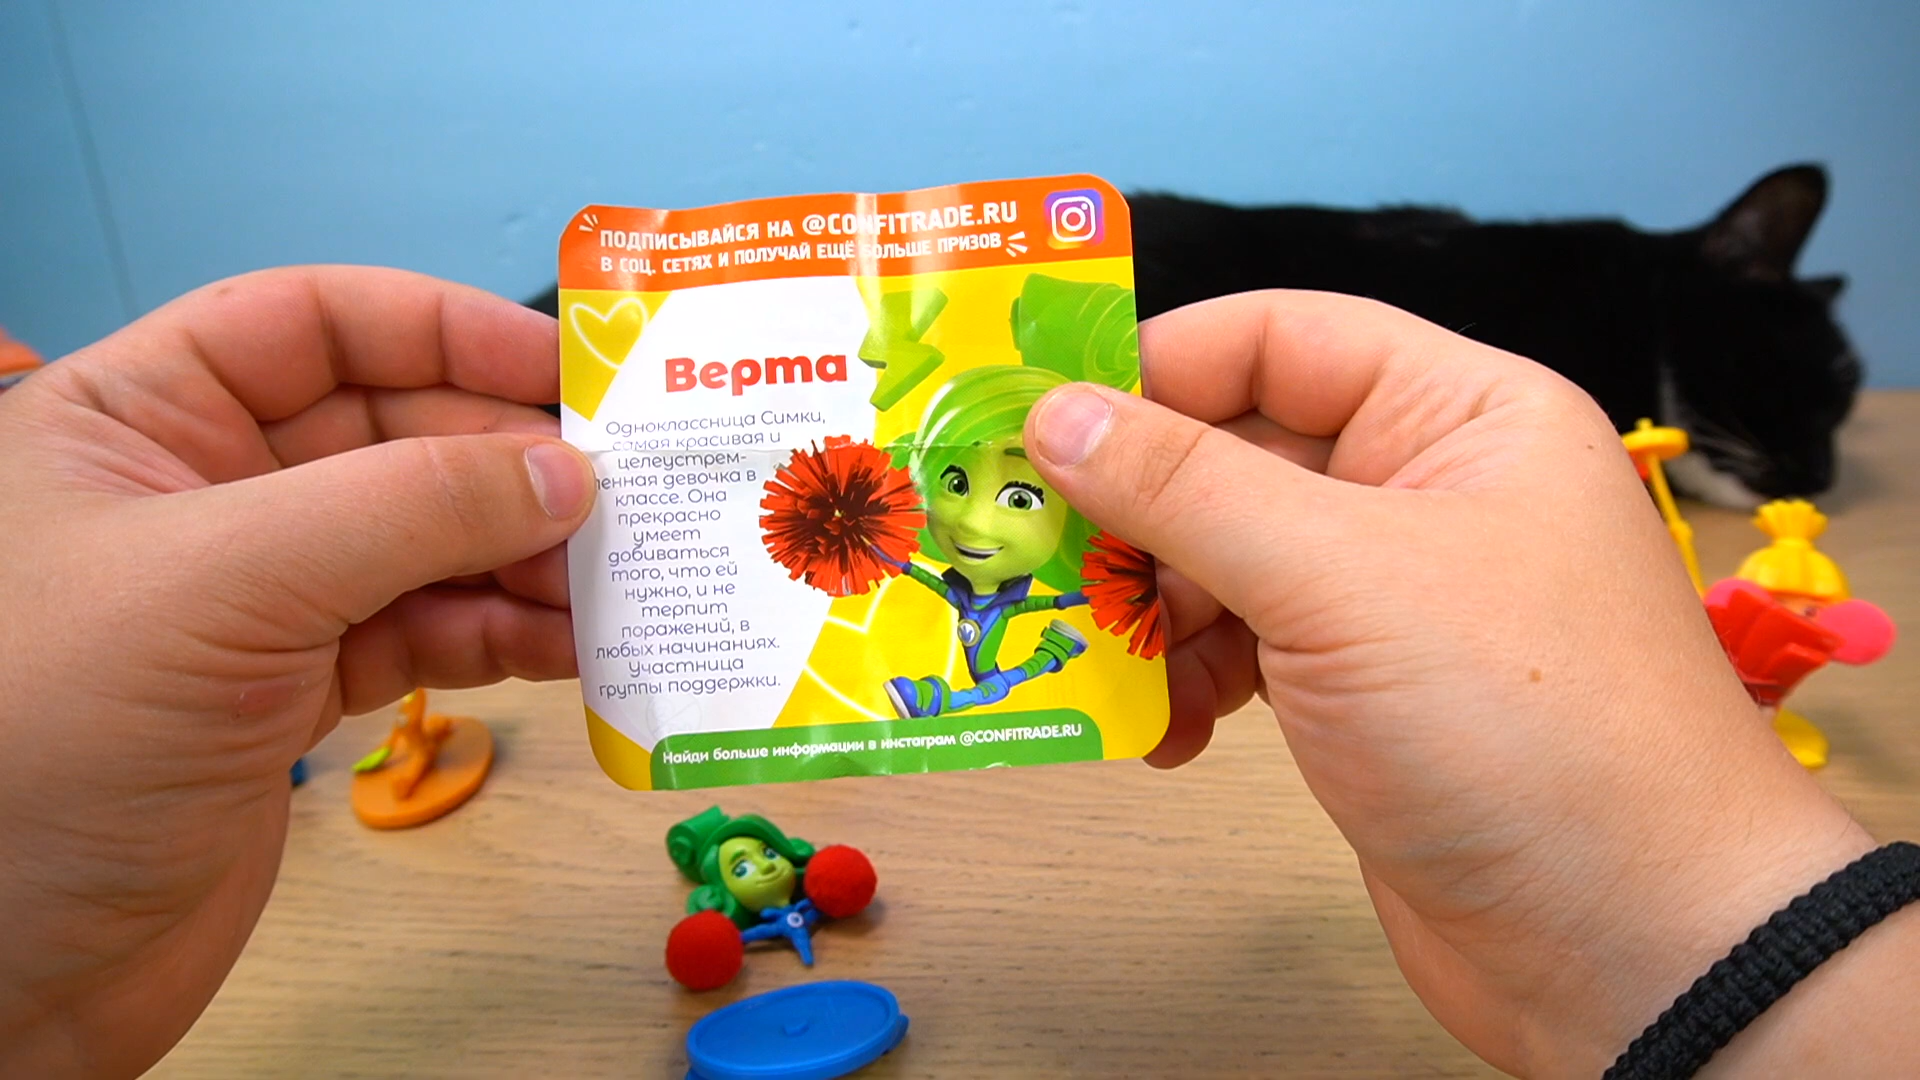 ПОДПИСЫВАЙСЯ НА @CONFITRADE.RU
В СОЦ. СЕТЯХ И ПОЛУЧАЙ ЕЩЁ БОЛЬШЕ ПРИЗОВ
Верта
Одноклассница Симки,
самая красивая и
целеустрем-
ленная девочка в
классе. Она
прекрасно
умеет
добиваться
того, что ей
нужно, и не
терпит
поражений, в
любых начинаниях.
Участница
группы поддержки.
Найди больше информации в инстаграм @CONFITRADE.RU